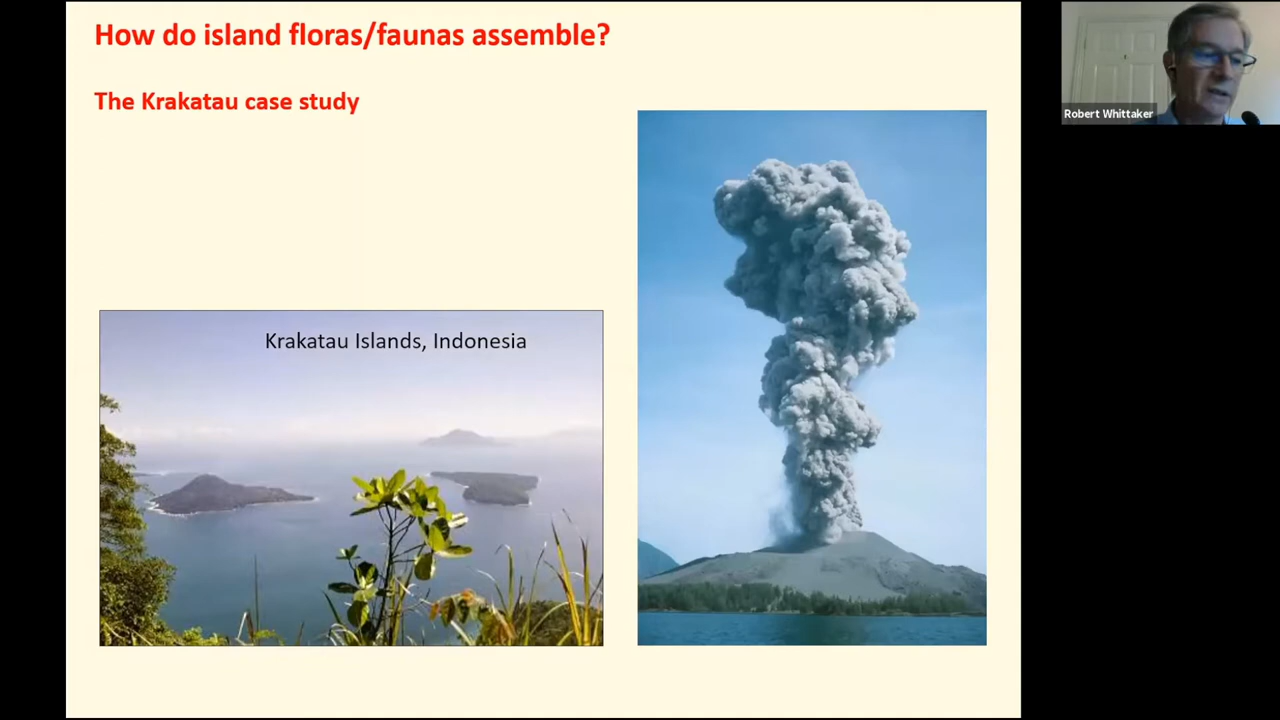 How do island floras/faunas assemble?
The Krakatau case study
Krakatau Islands, Indonesia
Robert Whittaker